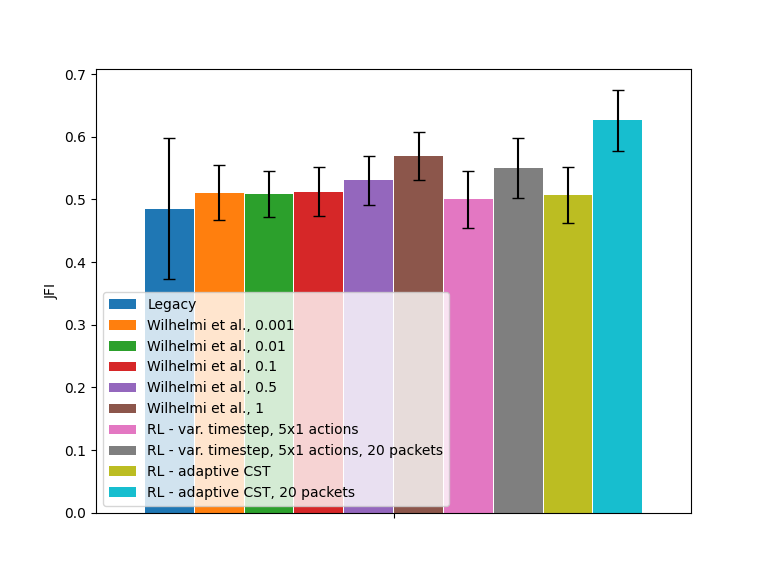 0.7
0.6
0.5
0.4
0.3
0.2
0.1
0.0
JFI
Legacy
Wilhelmi et al., 0.001
Wilhelmi et al., 0.01
Wilhelmi et al., 0.1
Wilhelmi et al., 0.5
Wilhelmi et al., 1
RL - var. timestep, 5x1 actions
RL - var. timestep, 5x1 actions, 20 packets
RL - adaptive CST
RL - adaptive CST, 20 packets